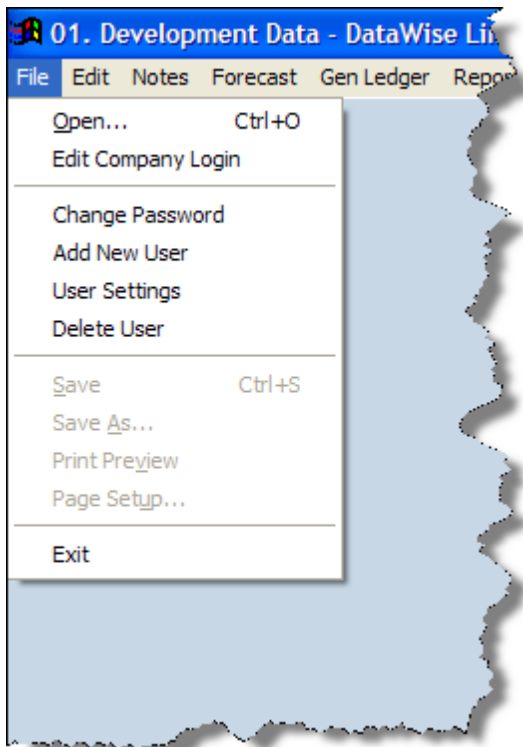 01. Development Data - DataWise
File Edit Notes Forecast Gen Ledger
Open... Ctrl+O
Edit Company Login
Change Password
Add New User
User Settings
Delete User
Save Ctrl+S
Save As...
Print Preview
Page Setup...
Exit